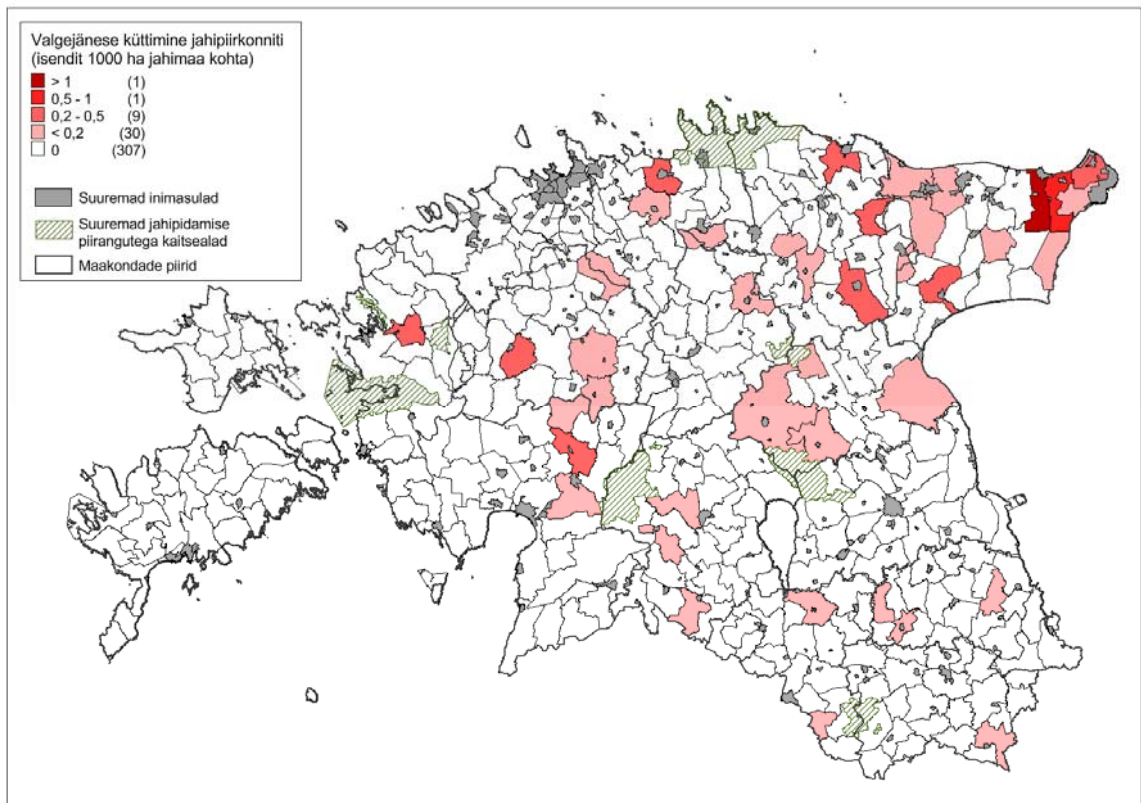 Valgejänese küttimine jahipiirkonniti
(isendit 1000 ha jahimaa kohta)
> 1 (1)
0,5 - 1 (1)
0,2 - 0,5 (9)
< 0,2 (30)
0 (307)
Suuremad inimasulad
Suuremad jahipidamise
piirangutega kaitsealad
Maakondade piirid